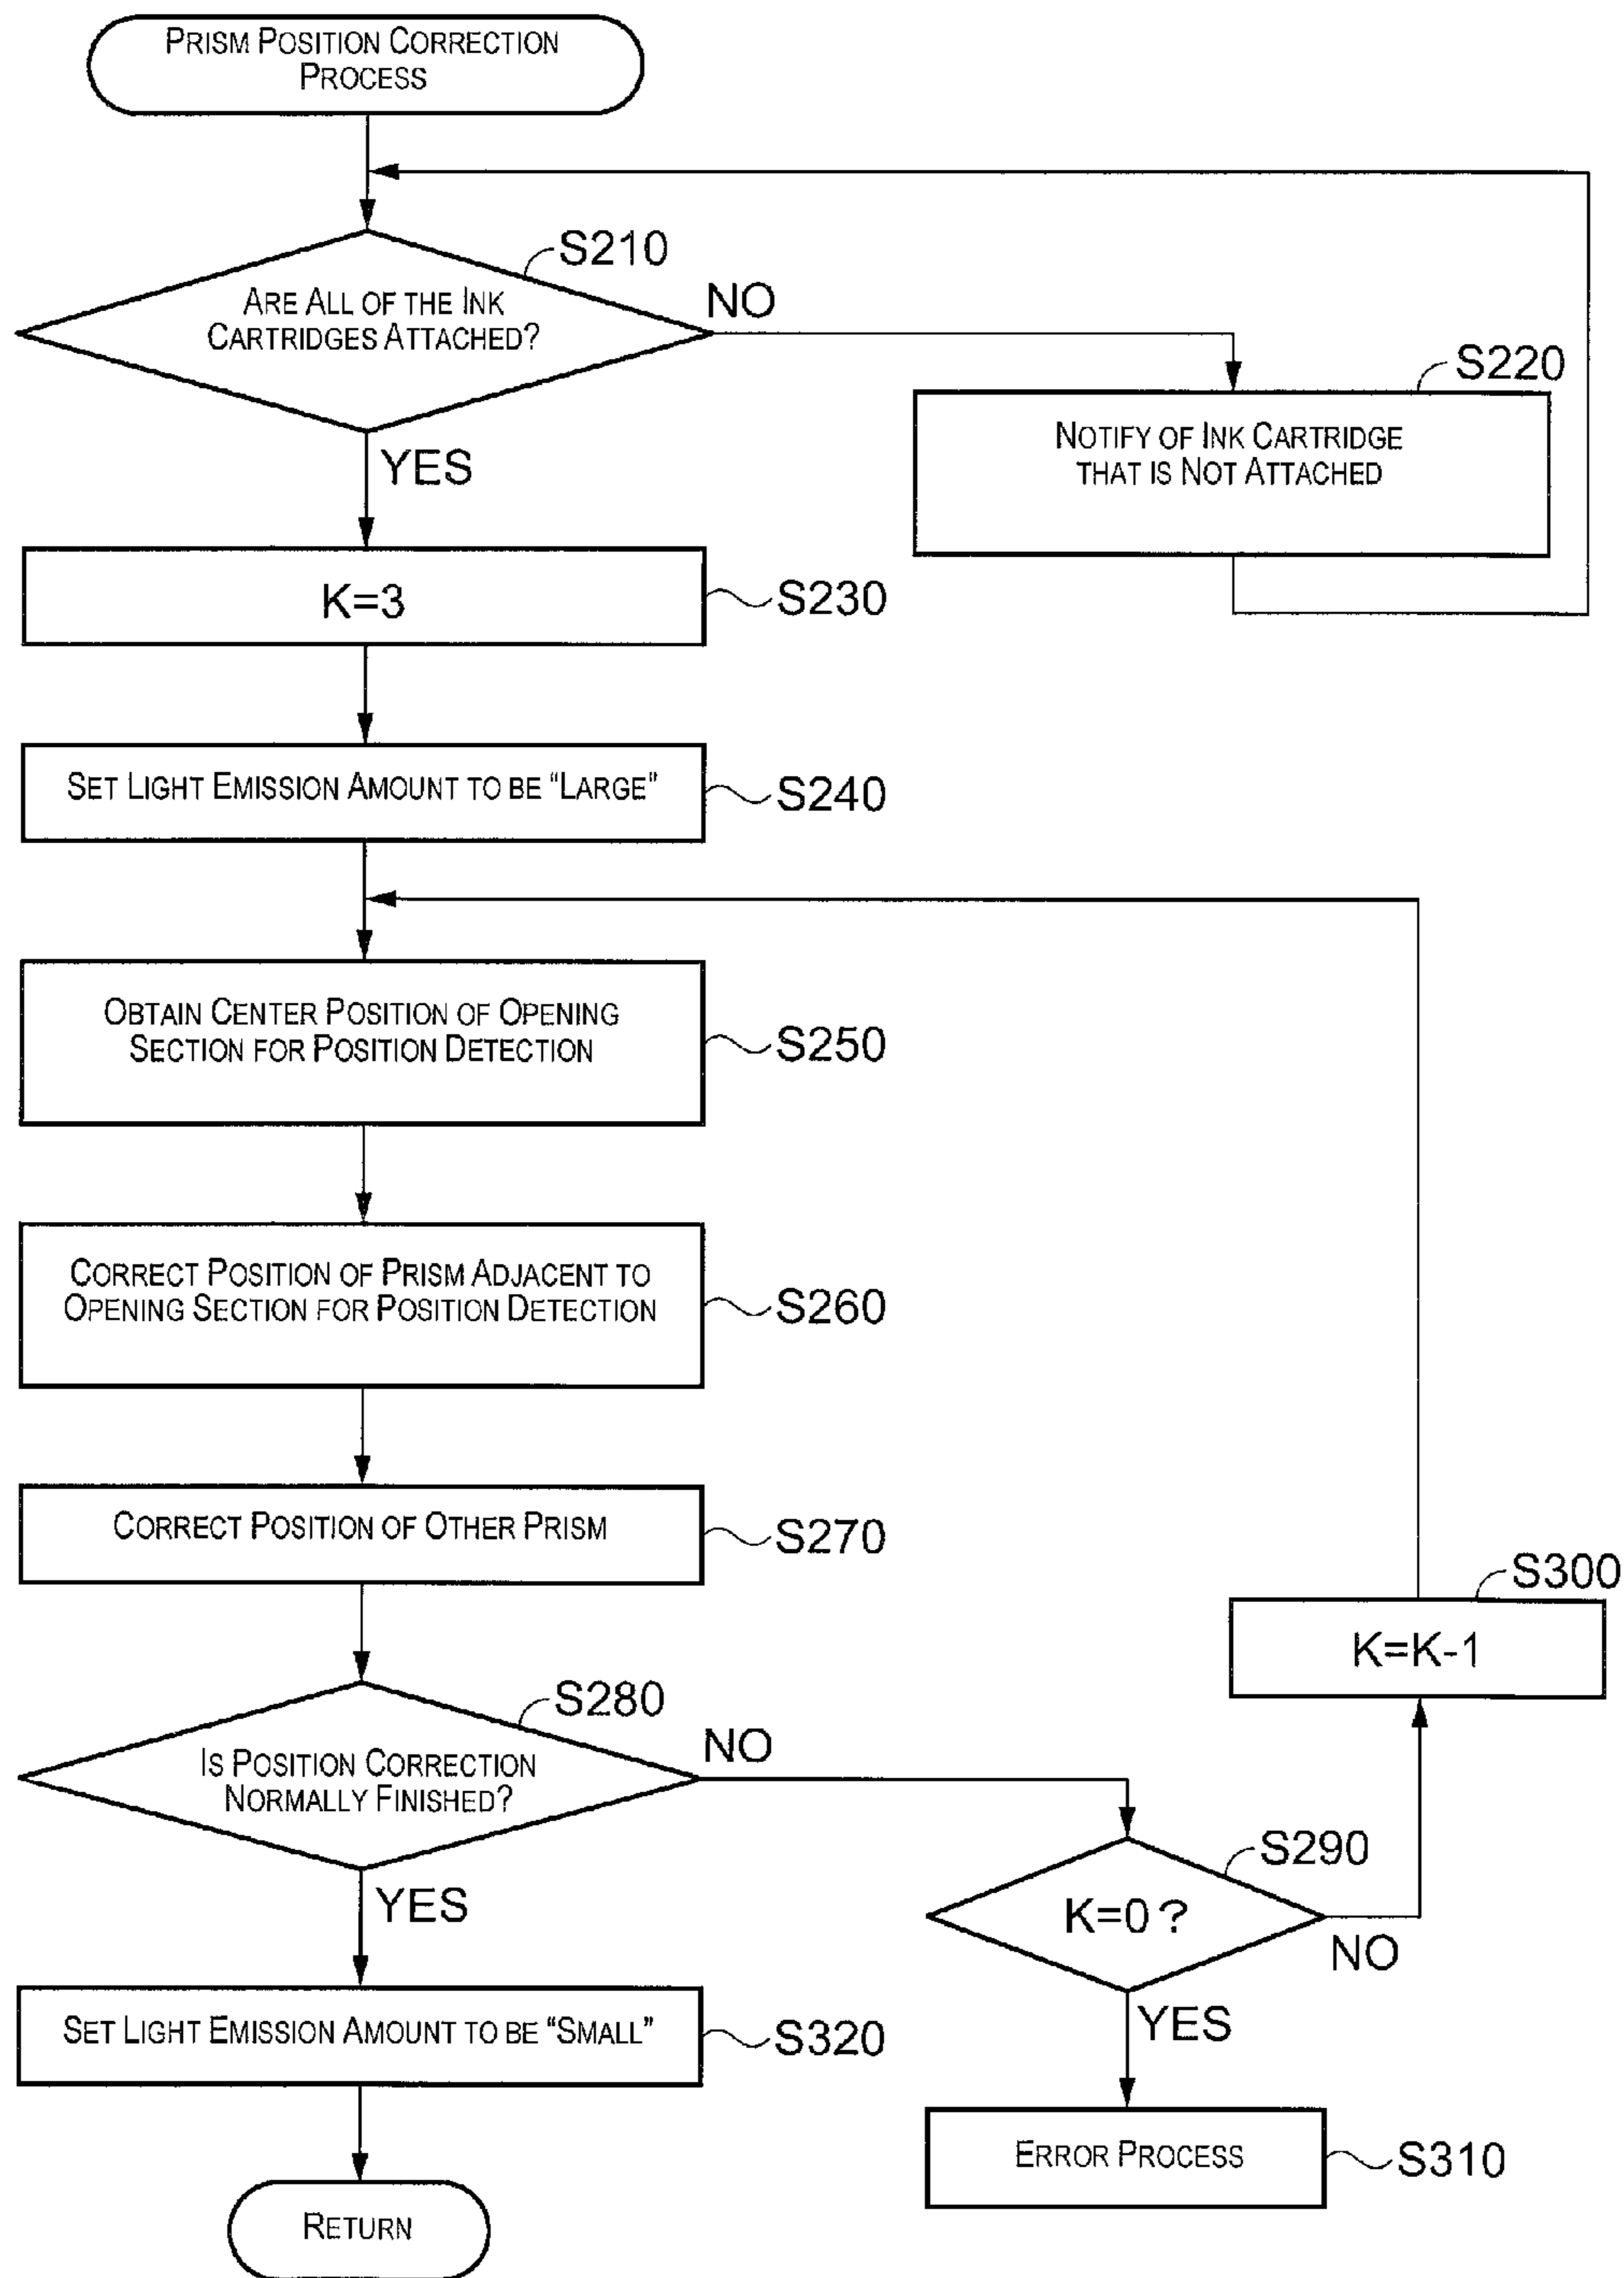 PRISM POSITION CORRECTION
PROCESS
S210
ARE ALL OF THE INK
CARTRIDGES ATTACHED?
NO
S220
NOTIFY OF INK CARTRIDGE
THAT IS NOT ATTACHED
YES
K=3
S230
SET LIGHT EMISSION AMOUNT TO BE “LARGE”
S240
OBTAIN CENTER POSITION OF OPENING
SECTION FOR POSITION DETECTION
S250
CORRECT POSITION OF PRISM ADJACENT TO
OPENING SECTION FOR POSITION DETECTION
S260
CORRECT POSITION OF OTHER PRISM
S270
S300
K=K-1
S280
IS POSITION CORRECTION
NORMALLY FINISHED?
NO
S290
K=0?
NO
YES
YES
SET LIGHT EMISSION AMOUNT TO BE “SMALL”
S320
ERROR PROCESS
S310
RETURN